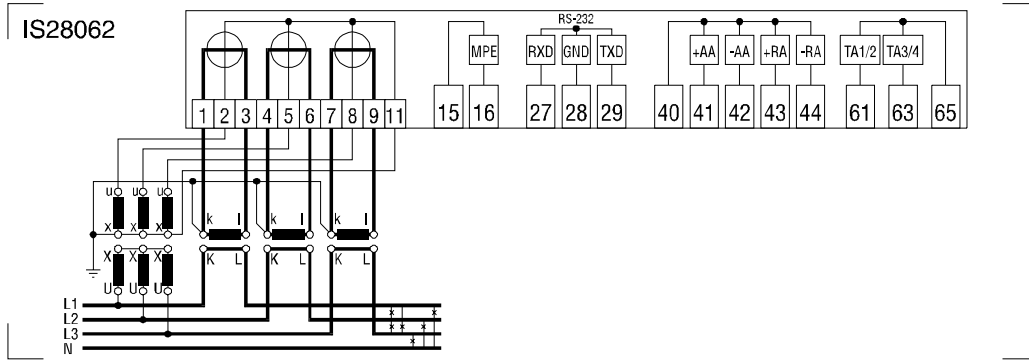 IS28062
RS-232
MPE RXD GND TXD +AA -AA +RA -RA TA1/2 TA3/4
1 2 3 4 5 6 7 8 9 11 15 16 27 28 29 40 41 42 43 44 61 63 65
u u u
k l k l k l
x x x
X X X
K L K L K L
U U U
L1
L2
L3
N